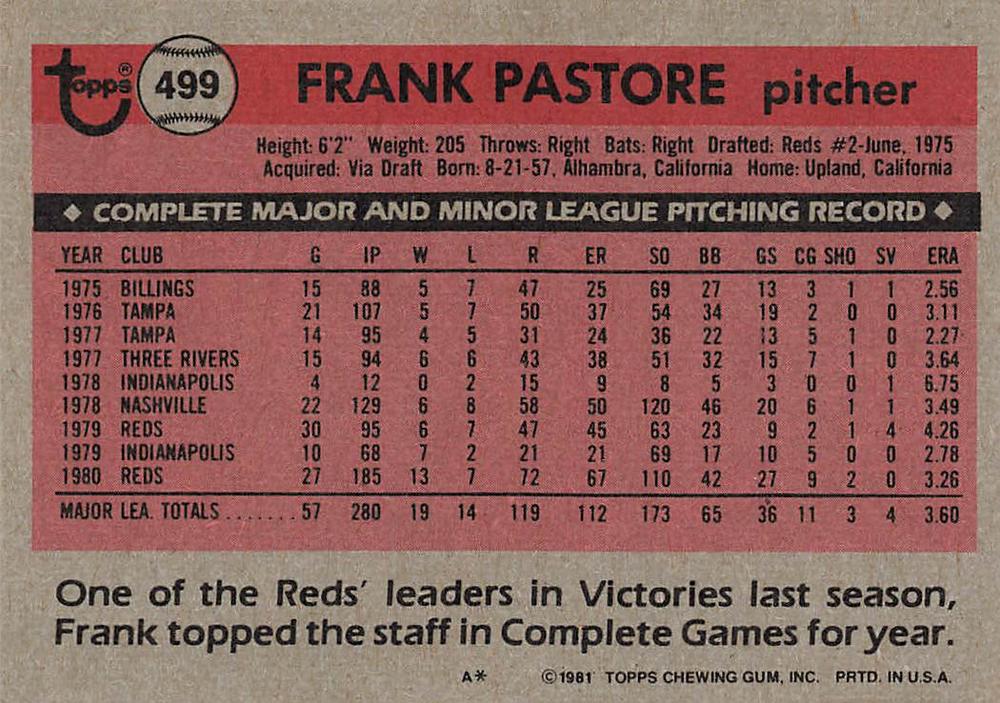 Topps® 499 FRANK PASTORE pitcher
Height: 6'2" Weight: 205 Throws: Right Bats: Right Drafted: Reds #2-June, 1975
Acquired: Via Draft Born: 8-21-57, Alhambra, California Home: Upland, California
◆ COMPLETE MAJOR AND MINOR LEAGUE PITCHING RECORD ◆
YEAR CLUB G IP W L R ER SO BB GS CG SHO SV ERA
1975 BILLINGS 15 88 5 7 47 25 69 27 13 3 1 1 2.56
1976 TAMPA 21 107 5 7 50 37 54 34 19 2 0 0 3.11
1977 TAMPA 14 95 4 5 31 24 36 22 13 5 1 0 2.27
1977 THREE RIVERS 15 94 6 6 43 38 51 32 15 7 1 0 3.64
1978 INDIANAPOLIS 4 12 0 2 15 9 8 5 3 0 0 1 6.75
1978 NASHVILLE 22 129 6 8 58 50 120 46 20 6 1 1 3.49
1979 REDS 30 95 6 7 47 45 63 23 9 2 1 4 4.26
1979 INDIANAPOLIS 10 68 7 2 21 21 69 17 10 5 0 0 2.78
1980 REDS 27 185 13 7 72 67 110 42 27 9 2 0 3.26
MAJOR LEA. TOTALS ....... 57 280 19 14 119 112 173 65 36 11 3 4 3.60
One of the Reds' leaders in Victories last season,
Frank topped the staff in Complete Games for year.
A* ©1981 TOPPS CHEWING GUM, INC. PRTD. IN U.S.A.